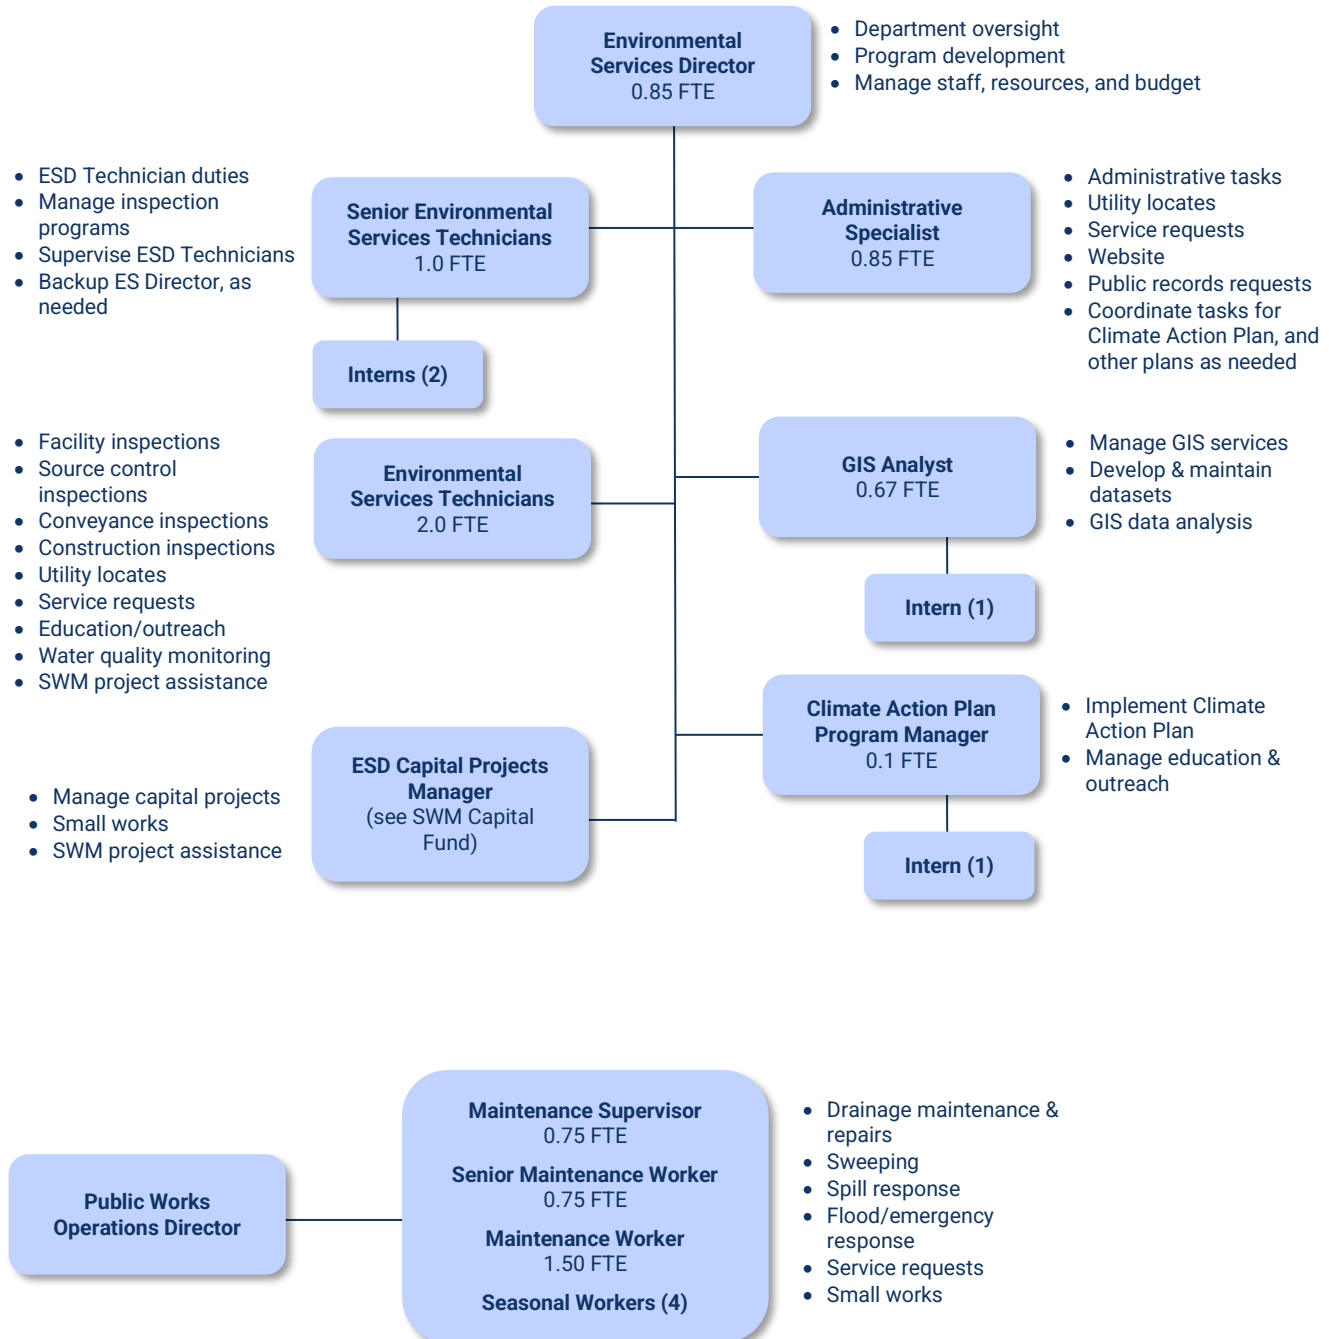 Environmental
Services Director
0.85 FTE
• Department oversight
• Program development
• Manage staff, resources, and budget
• ESD Technician duties
• Manage inspection
programs
• Supervise ESD Technicians
• Backup ES Director, as
needed
Senior Environmental
Services Technicians
1.0 FTE
Interns (2)
Administrative
Specialist
0.85 FTE
• Administrative tasks
• Utility locates
• Service requests
• Website
• Public records requests
• Coordinate tasks for
Climate Action Plan, and
other plans as needed
• Facility inspections
• Source control
inspections
• Conveyance inspections
• Construction inspections
• Utility locates
• Service requests
• Education/outreach
• Water quality monitoring
• SWM project assistance
Environmental
Services Technicians
2.0 FTE
GIS Analyst
0.67 FTE
• Manage GIS services
• Develop & maintain
datasets
• GIS data analysis
Intern (1)
• Manage capital projects
• Small works
• SWM project assistance
ESD Capital Projects
Manager
(see SWM Capital
Fund)
Climate Action Plan
Program Manager
0.1 FTE
• Implement Climate
Action Plan
• Manage education &
outreach
Intern (1)
Public Works
Operations Director
Maintenance Supervisor
0.75 FTE
Senior Maintenance Worker
0.75 FTE
Maintenance Worker
1.50 FTE
Seasonal Workers (4)
• Drainage maintenance &
repairs
• Sweeping
• Spill response
• Flood/emergency
response
• Service requests
• Small works